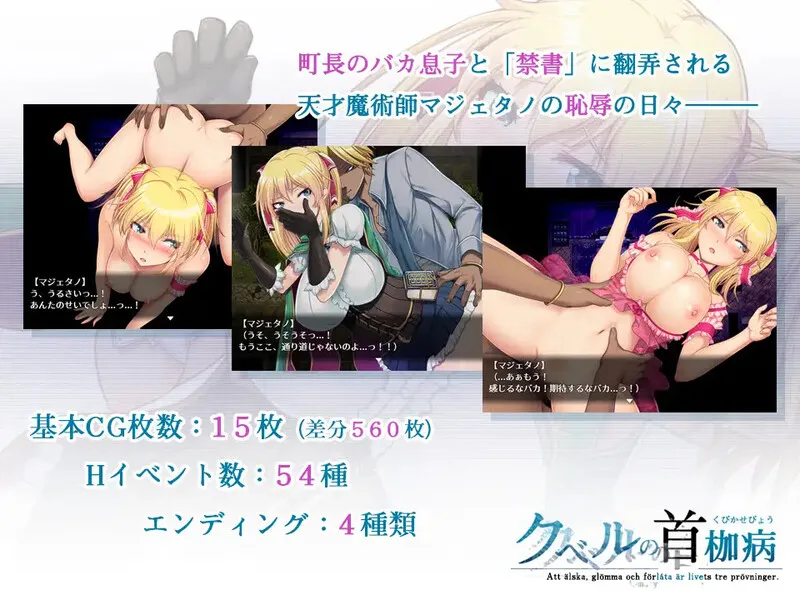 町長のバカ息子と「禁書」に翻弄される
天才魔術師マジェタノの恥辱の日々―――
【マジェタノ】
う、うるさいっ…！
あんたのせいでしょ…っ…！
【マジェタノ】
（うそ、うそうそっ…！
もうここ、通り道じゃないのよ…っ！！）
【マジェタノ】
（…あぁもう！
感じるなバカ！期待するなバカ…っ！）
基本CG枚数：15枚（差分560枚）
Hイベント数：54種
エンディング：4種類
くびかせびょう
クベルの首枷病
Att älska, glömma och förlåta är livets tre prövninger.